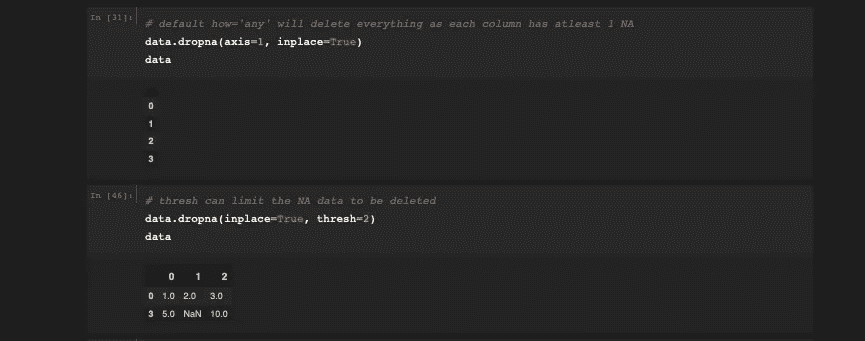 In [31]:
# default how='any' will delete everything as each column has atleast 1 NA
data.dropna(axis=1, inplace=True)
data
0
1
2
3
In [46]:
# thresh can limit the NA data to be deleted
data.dropna(inplace=True, thresh=2)
data
0 1 2
0 1.0 2.0 3.0
3 5.0 NaN 10.0